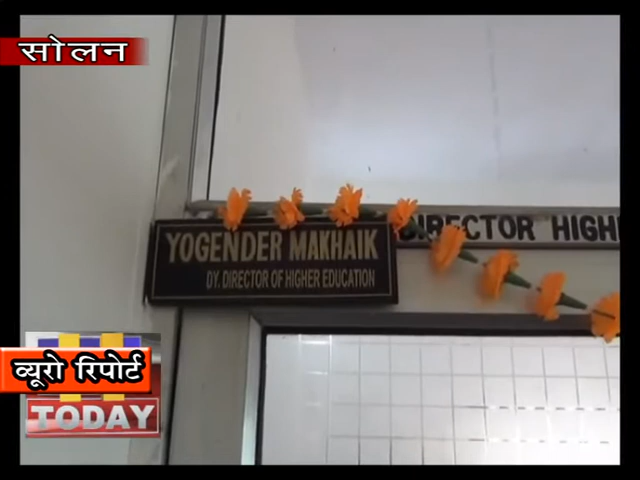 सोलन
YOGENDER MAKHAIK
DY. DIRECTOR OF HIGHER EDUCATION
DIRECTOR HIGH
व्यूरो रिपोर्ट
TODAY